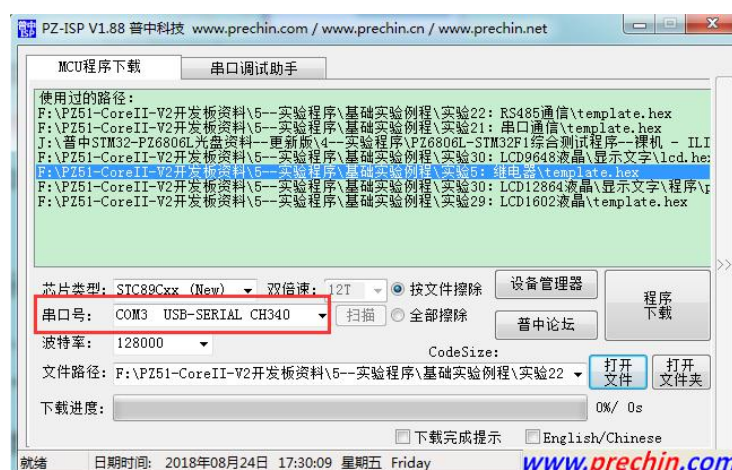 PZ-ISP V1.88 普中科技 www.prechin.com / www.prechin.cn / www.prechin.net
MCU程序下载 串口调试助手
使用过的路径:
F:\PZ51-CoreII-V2开发板资料\5--实验程序\基础实验例程\实验22: RS485通信\template.hex
F:\PZ51-CoreII-V2开发板资料\5--实验程序\基础实验例程\实验21: 串口通信\template.hex
J:\普中STM32-PZ6806L光盘资料--更新版\4--实验程序\PZ6806L-STM32F1综合测试程序--裸机 - ILI
F:\PZ51-CoreII-V2开发板资料\5--实验程序\基础实验例程\实验30: LCD9648液晶\显示文字\lcd.he
F:\PZ51-CoreII-V2开发板资料\5--实验程序\基础实验例程\实验5: 继电器\template.hex
F:\PZ51-CoreII-V2开发板资料\5--实验程序\基础实验例程\实验30: LCD12864液晶\显示文字\程序\p
F:\PZ51-CoreII-V2开发板资料\5--实验程序\基础实验例程\实验29: LCD1602液晶\template.hex
>>
芯片类型: STC89Cxx (New) 双倍速: 12T 按文件擦除 设备管理器 程序下载
串口号: COM3 USB-SERIAL CH340 扫描 全部擦除 普中论坛
波特率: 128000 CodeSize:
文件路径: F:\PZ51-CoreII-V2开发板资料\5--实验程序\基础实验例程\实验22 打开文件 打开文件夹
下载进度: 0%/ 0s
下载完成提示 English/Chinese
就绪 日期时间: 2018年08月24日 17:30:09 星期五 Friday www.prechin.com